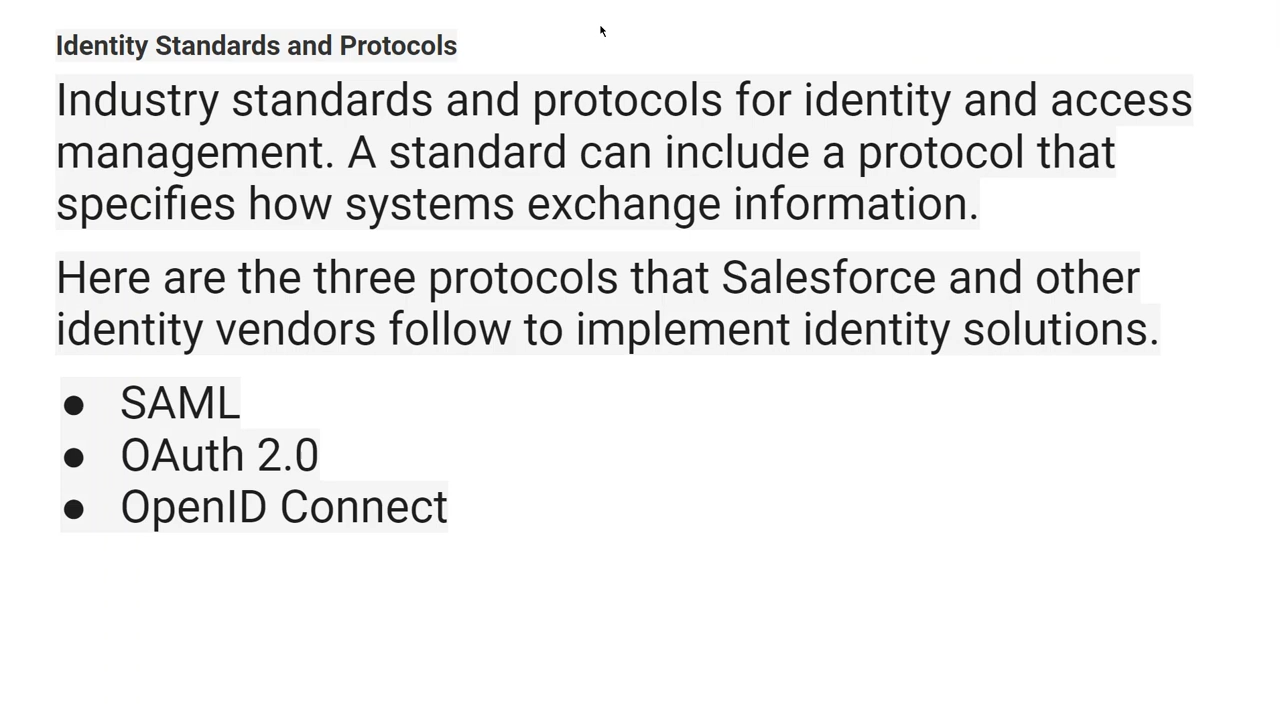 Identity Standards and Protocols
Industry standards and protocols for identity and access
management. A standard can include a protocol that
specifies how systems exchange information.
Here are the three protocols that Salesforce and other
identity vendors follow to implement identity solutions.
● SAML
● OAuth 2.0
● OpenID Connect